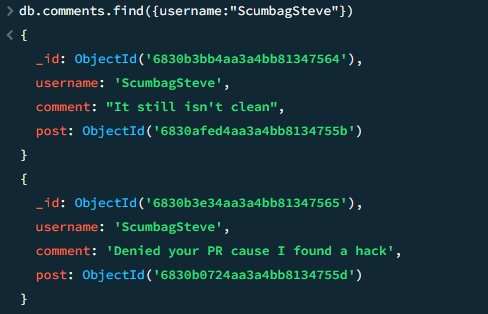 > db.comments.find({username:"ScumbagSteve"})
< {
_id: ObjectId('6830b3bb4aa3a4bb81347564'),
username: 'ScumbagSteve',
comment: "It still isn't clean",
post: ObjectId('6830afed4aa3a4bb8134755b')
}
{
_id: ObjectId('6830b3e34aa3a4bb81347565'),
username: 'ScumbagSteve',
comment: 'Denied your PR cause I found a hack',
post: ObjectId('6830b0724aa3a4bb8134755d')
}